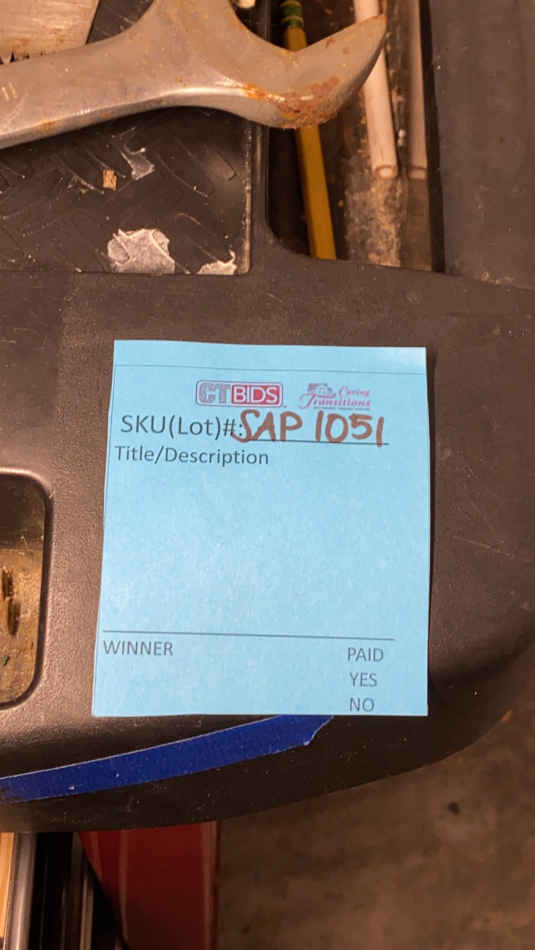 CTBIDS Caring Transitions
SKU(Lot)#: SAP 1051
Title/Description
WINNER PAID
YES
NO